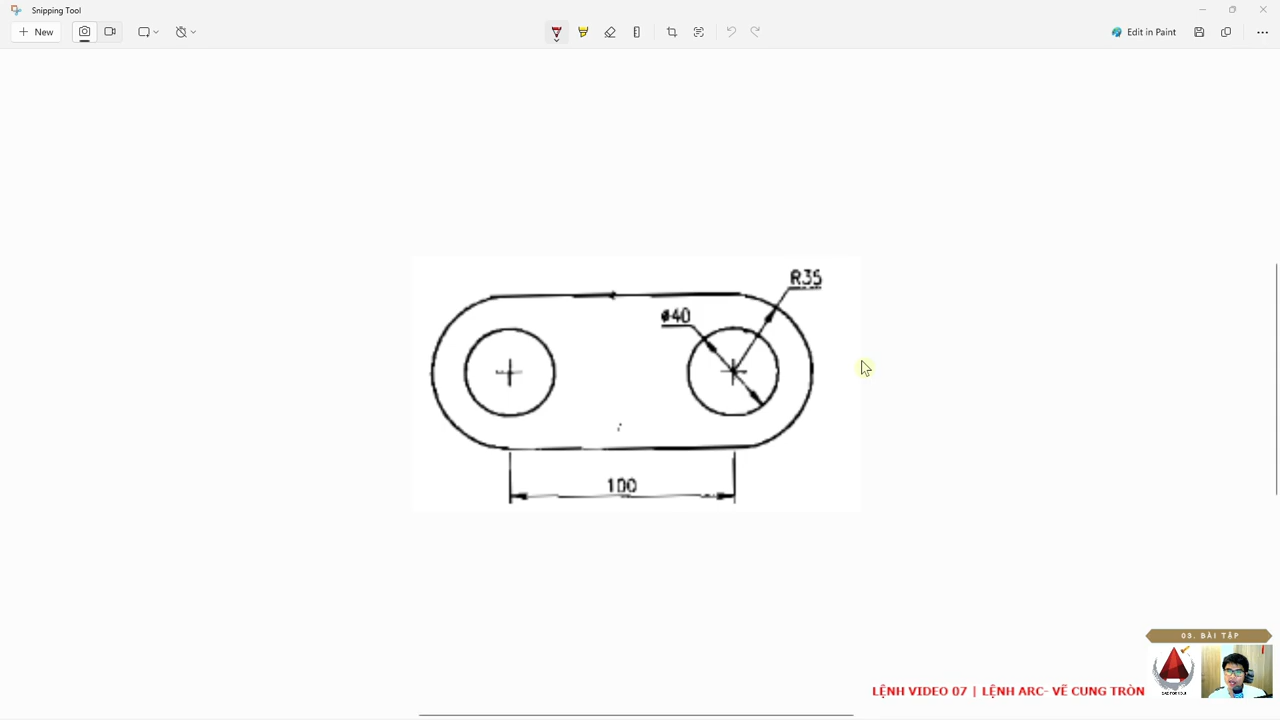 Snipping Tool
New
Edit in Paint
R35
ø40
100
03. BÀI TẬP
LỆNH VIDEO 07 | LỆNH ARC- VẼ CUNG TRÒN